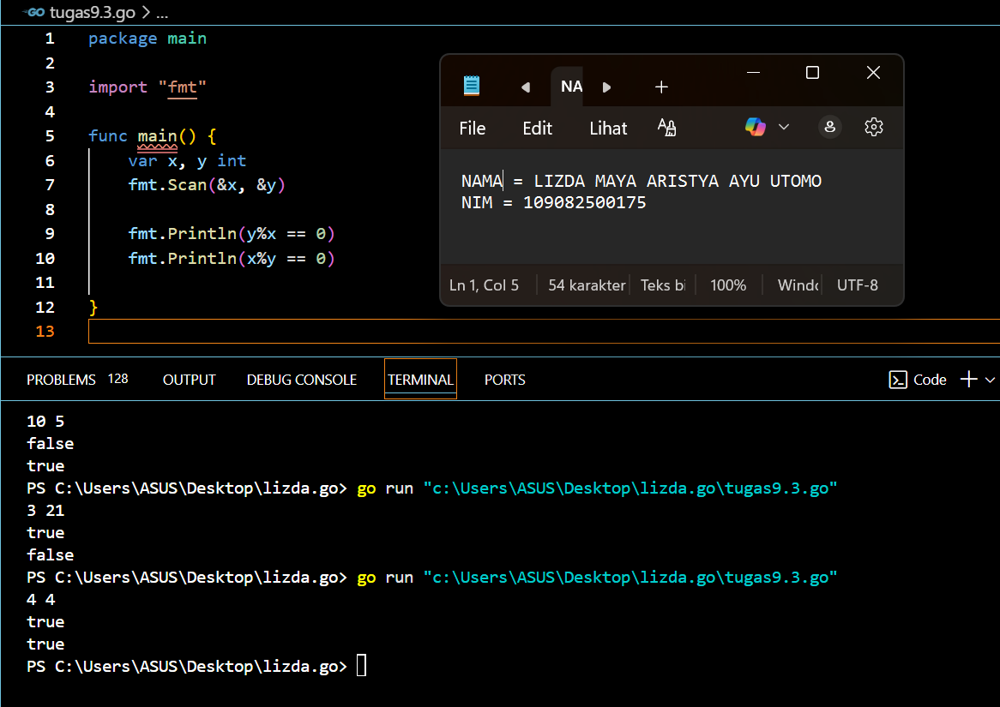 GO tugas9.3.go > ...
1 package main
2
3 import "fmt"
4
5 func main() {
6 var x, y int
7 fmt.Scan(&x, &y)
8
9 fmt.Println(y%x == 0)
10 fmt.Println(x%y == 0)
11
12 }
13
NA
File Edit Lihat
NAMA = LIZDA MAYA ARISTYA AYU UTOMO
NIM = 109082500175
Ln 1, Col 5 54 karakter Teks bi 100% Windo UTF-8
PROBLEMS 128 OUTPUT DEBUG CONSOLE TERMINAL PORTS Code
10 5
false
true
PS C:\Users\ASUS\Desktop\lizda.go> go run "c:\Users\ASUS\Desktop\lizda.go\tugas9.3.go"
3 21
true
false
PS C:\Users\ASUS\Desktop\lizda.go> go run "c:\Users\ASUS\Desktop\lizda.go\tugas9.3.go"
4 4
true
true
PS C:\Users\ASUS\Desktop\lizda.go>